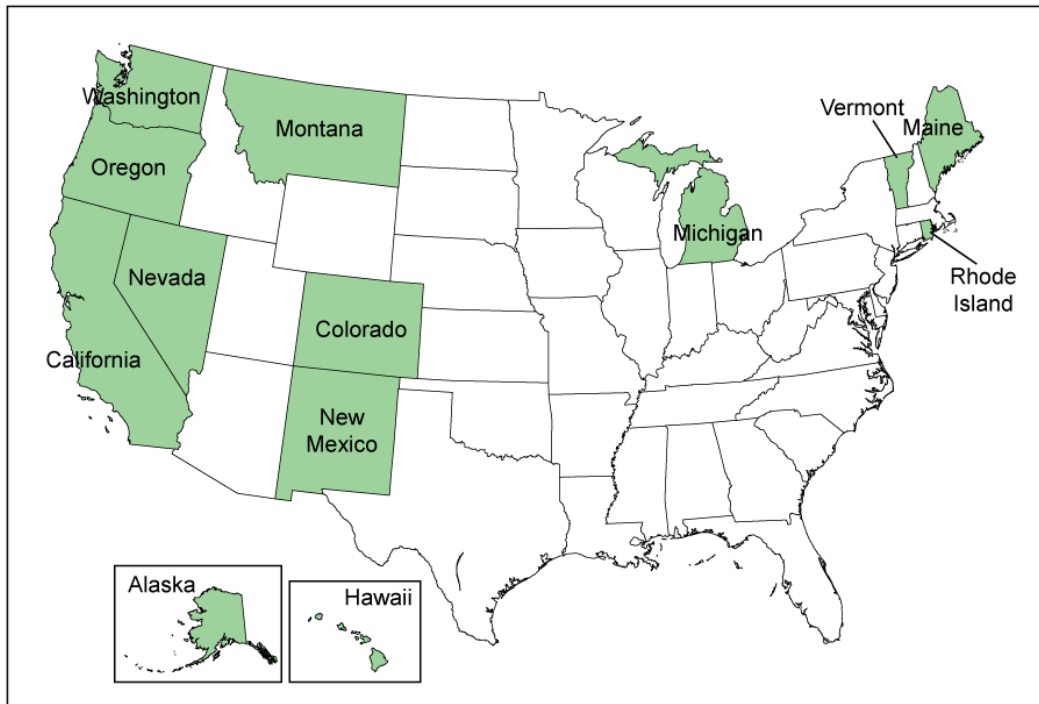 Washington
Montana
Vermont
Maine
Oregon
Michigan
Nevada
Rhode
Island
Colorado
California
New
Mexico
Alaska
Hawaii